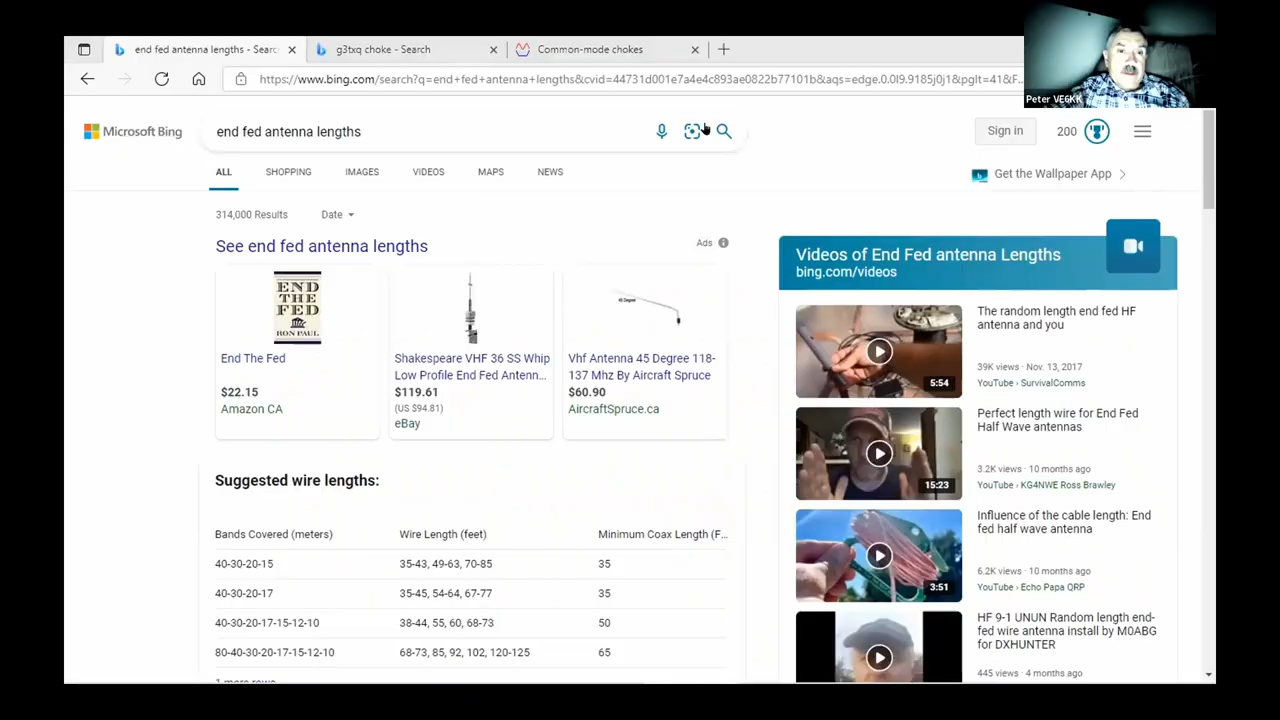 end fed antenna lengths - Searc
g3txq choke - Search
Common-mode chokes
https://www.bing.com/search?q=end+fed+antenna+lengths&cvid=44731d001e7a4e4c893ae0822b77101b&aqs=edge.0.0l9.9185j0j1&pglt=41&F...
Peter VE6KK
Microsoft Bing
end fed antenna lengths
Sign in
200
ALL
SHOPPING
IMAGES
VIDEOS
MAPS
NEWS
Get the Wallpaper App
314,000 Results
Date
See end fed antenna lengths
Ads
END
THE
FED
RON PAUL
End The Fed
$22.15
Amazon CA
Shakespeare VHF 36 SS Whip
Low Profile End Fed Antenn...
$119.61
(US $94.81)
eBay
45 Degree
Vhf Antenna 45 Degree 118-
137 Mhz By Aircraft Spruce
$60.90
AircraftSpruce.ca
Suggested wire lengths:
Bands Covered (meters) Wire Length (feet) Minimum Coax Length (F...
40-30-20-15 35-43, 49-63, 70-85 35
40-30-20-17 35-45, 54-64, 67-77 35
40-30-20-17-15-12-10 38-44, 55, 60, 68-73 50
80-40-30-20-17-15-12-10 68-73, 85, 92, 102, 120-125 65
1 more rows
Videos of End Fed antenna Lengths
bing.com/videos
5:54
The random length end fed HF
antenna and you
39K views · Nov. 13, 2017
YouTube › SurvivalComms
15:23
Perfect length wire for End Fed
Half Wave antennas
3.2K views · 10 months ago
YouTube › KG4NWE Ross Brawley
3:51
Influence of the cable length: End
fed half wave antenna
6.2K views · 10 months ago
YouTube › Echo Papa QRP
HF 9-1 UNUN Random length end-
fed wire antenna install by M0ABG
for DXHUNTER
445 views · 4 months ago